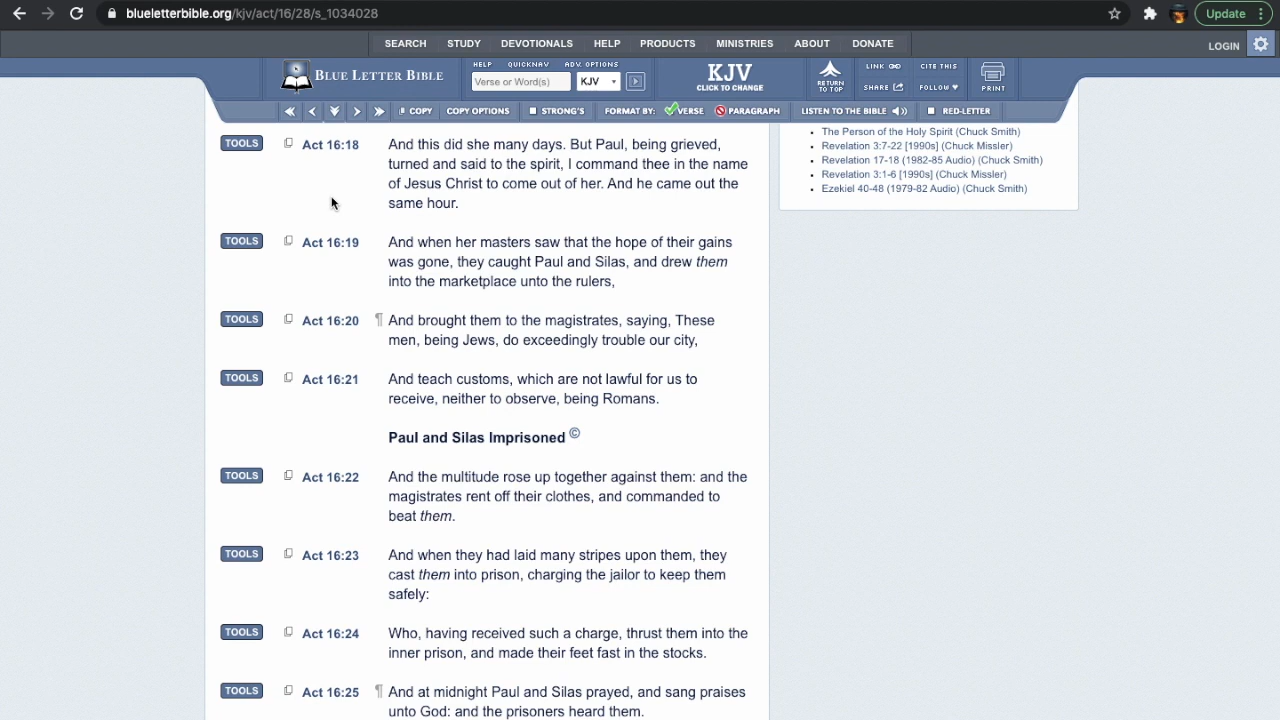 blueletterbible.org/kjv/act/16/28/s_1034028
Update
SEARCH STUDY DEVOTIONALS HELP PRODUCTS MINISTRIES ABOUT DONATE
LOGIN
BLUE LETTER BIBLE
HELP QUICKNAV ADV. OPTIONS
Verse or Word(s) KJV
KJV
CLICK TO CHANGE
RETURN
TO TOP
LINK CITE THIS
SHARE FOLLOW
PRINT
COPY COPY OPTIONS STRONG'S FORMAT BY: VERSE PARAGRAPH LISTEN TO THE BIBLE RED-LETTER
TOOLS Act 16:18 And this did she many days. But Paul, being grieved,
turned and said to the spirit, I command thee in the name
of Jesus Christ to come out of her. And he came out the
same hour.
TOOLS Act 16:19 And when her masters saw that the hope of their gains
was gone, they caught Paul and Silas, and drew them
into the marketplace unto the rulers,
TOOLS Act 16:20 ¶ And brought them to the magistrates, saying, These
men, being Jews, do exceedingly trouble our city,
TOOLS Act 16:21 And teach customs, which are not lawful for us to
receive, neither to observe, being Romans.
Paul and Silas Imprisoned ©
TOOLS Act 16:22 And the multitude rose up together against them: and the
magistrates rent off their clothes, and commanded to
beat them.
TOOLS Act 16:23 And when they had laid many stripes upon them, they
cast them into prison, charging the jailor to keep them
safely:
TOOLS Act 16:24 Who, having received such a charge, thrust them into the
inner prison, and made their feet fast in the stocks.
TOOLS Act 16:25 ¶ And at midnight Paul and Silas prayed, and sang praises
unto God: and the prisoners heard them.
The Person of the Holy Spirit (Chuck Smith)
Revelation 3:7-22 [1990s] (Chuck Missler)
Revelation 17-18 (1982-85 Audio) (Chuck Smith)
Revelation 3:1-6 [1990s] (Chuck Missler)
Ezekiel 40-48 (1979-82 Audio) (Chuck Smith)